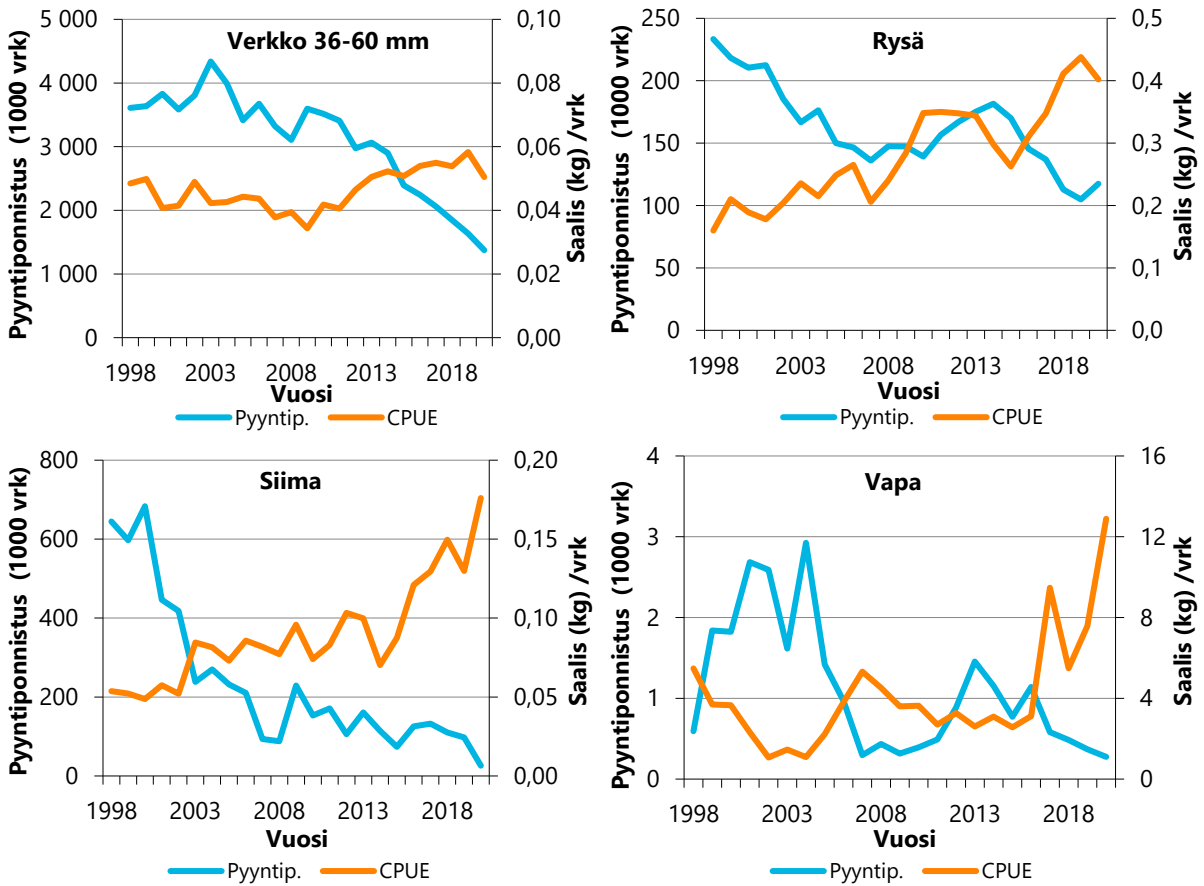 Verkko 36-60 mm
Pyyntiponnistus (1000 vrk)
5 000
4 000
3 000
2 000
1 000
0
0,10
0,08
0,06
0,04
0,02
0,00
Saalis (kg) /vrk
1998 2003 2008 2013 2018
Vuosi
Pyyntip. CPUE
Rysä
Pyyntiponnistus (1000 vrk)
250
200
150
100
50
0
0,5
0,4
0,3
0,2
0,1
0,0
Saalis (kg) /vrk
1998 2003 2008 2013 2018
Vuosi
Pyyntip. CPUE
Siima
Pyyntiponnistus (1000 vrk)
800
600
400
200
0
0,20
0,15
0,10
0,05
0,00
Saalis (kg) /vrk
1998 2003 2008 2013 2018
Vuosi
Pyyntip. CPUE
Vapa
Pyyntiponnistus (1000 vrk)
4
3
2
1
0
16
12
8
4
0
Saalis (kg) /vrk
1998 2003 2008 2013 2018
Vuosi
Pyyntip. CPUE